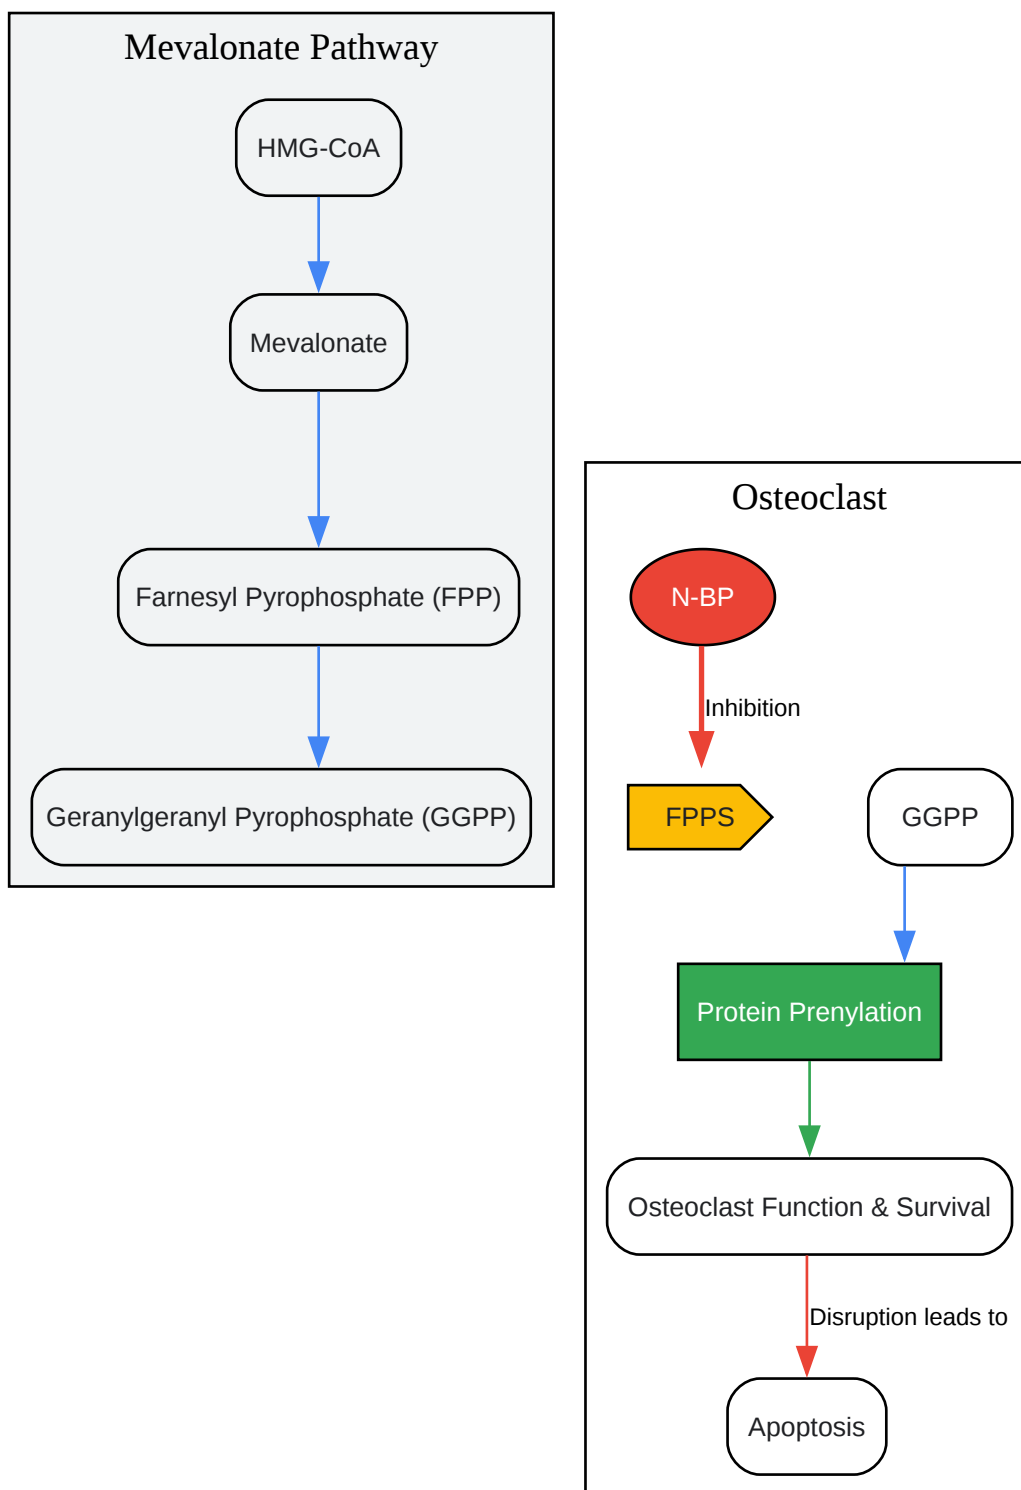 Mevalonate Pathway
HMG-CoA
Mevalonate
Farnesyl Pyrophosphate (FPP)
Geranylgeranyl Pyrophosphate (GGPP)
Osteoclast
N-BP
Inhibition
FPPS
GGPP
Protein Prenylation
Osteoclast Function & Survival
Disruption leads to
Apoptosis